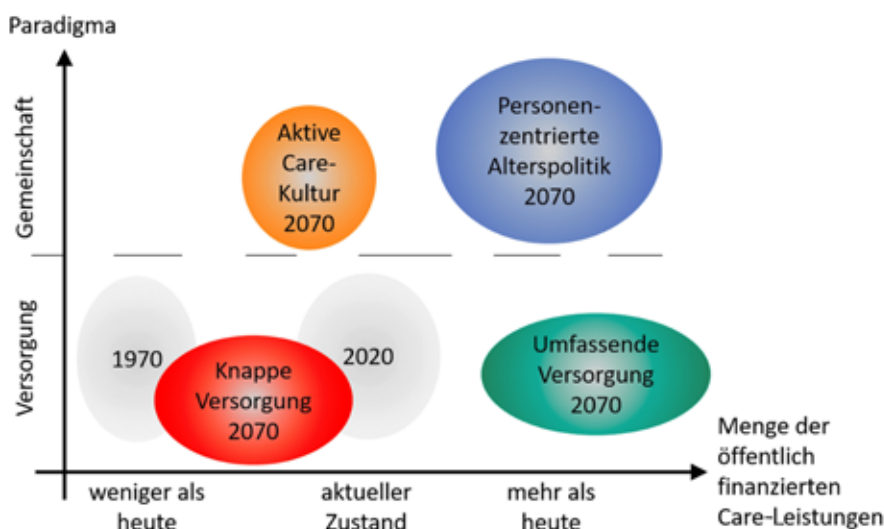 Paradigma
Gemeinschaft
Versorgung
Aktive
Care-
Kultur
2070
Personen-
zentrierte
Alterspolitik
2070
1970
Knappe
Versorgung
2070
2020
Umfassende
Versorgung
2070
weniger als
heute
aktueller
Zustand
mehr als
heute
Menge der
öffentlich
finanzierten
Care-Leistungen